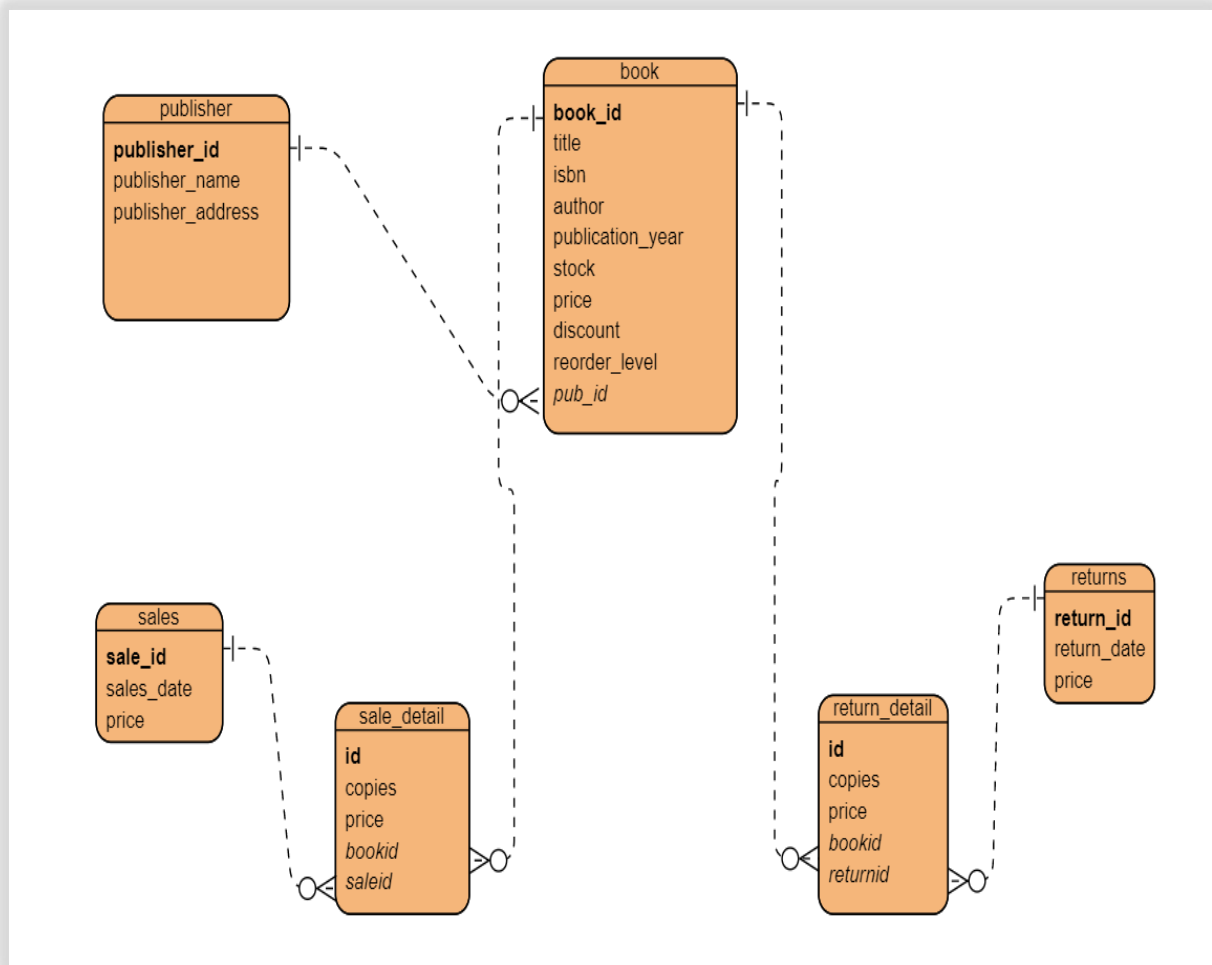 publisher
publisher_id
publisher_name
publisher_address
book
book_id
title
isbn
author
publication_year
stock
price
discount
reorder_level
pub_id
sales
sale_id
sales_date
price
sale_detail
id
copies
price
bookid
saleid
return_detail
id
copies
price
bookid
returnid
returns
return_id
return_date
price